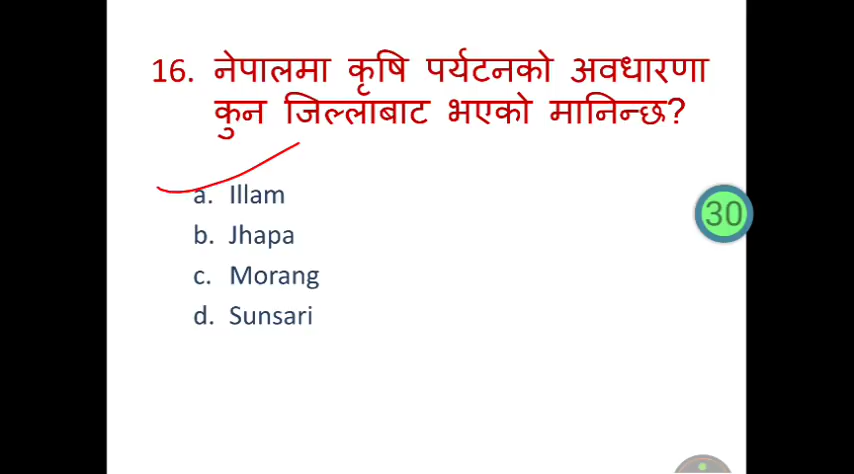 16. नेपालमा कृषि पर्यटनको अवधारणा
कुन जिल्लाबाट भएको मानिन्छ?
a. Illam
30
b. Jhapa
c. Morang
d. Sunsari